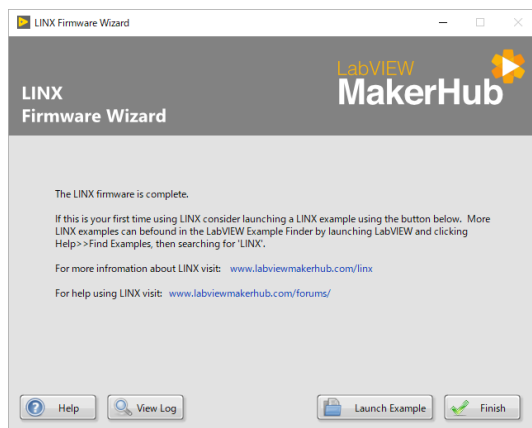 LINX Firmware Wizard
LabVIEW
MakerHub
LINX
Firmware Wizard
The LINX firmware is complete.
If this is your first time using LINX consider launching a LINX example using the button below. More
LINX examples can befound in the LabVIEW Example Finder by launching LabVIEW and clicking
Help>>Find Examples, then searching for 'LINX'.
For more infromation about LINX visit: www.labviewmakerhub.com/linx
For help using LINX visit: www.labviewmakerhub.com/forums/
Help
View Log
Launch Example
Finish